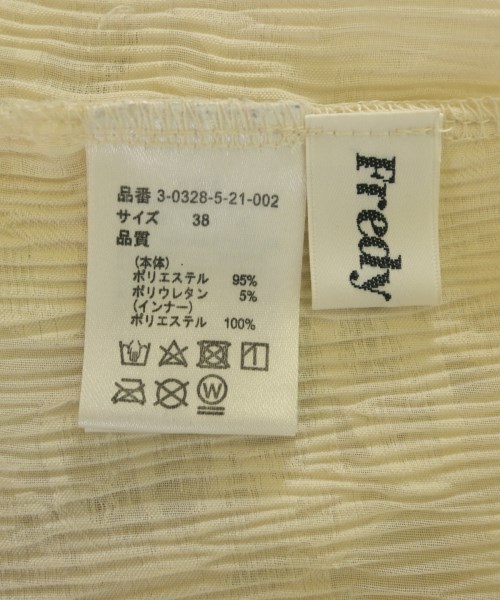 品番 3-0328-5-21-002
サイズ 38
品質
(本体)
ポリエステル 95%
ポリウレタン 5%
(インナー)
ポリエステル 100%
W
Fredy